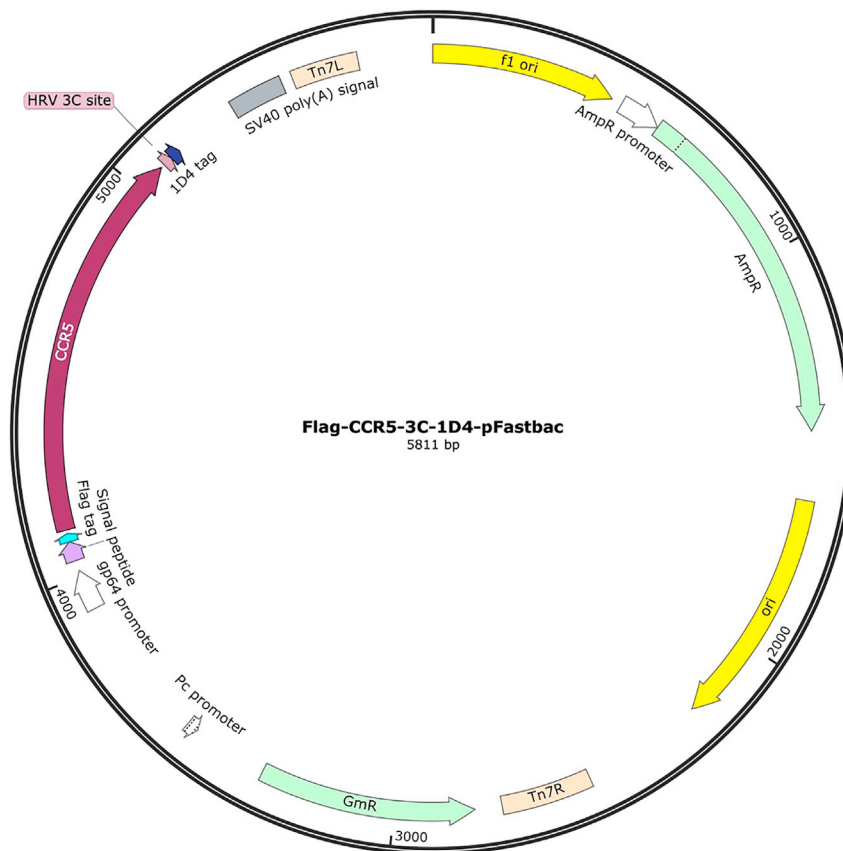 Tn7L
f1 ori
SV40 poly(A) signal
HRV 3C site
AmpR promoter
1D4 tag
5000
1000
AmpR
CCR5
Flag-CCR5-3C-1D4-pFastbac
5811 bp
Signal peptide
Flag tag
gp64 promoter
4000
ori
2000
Pc promoter
GmR
Tn7R
3000